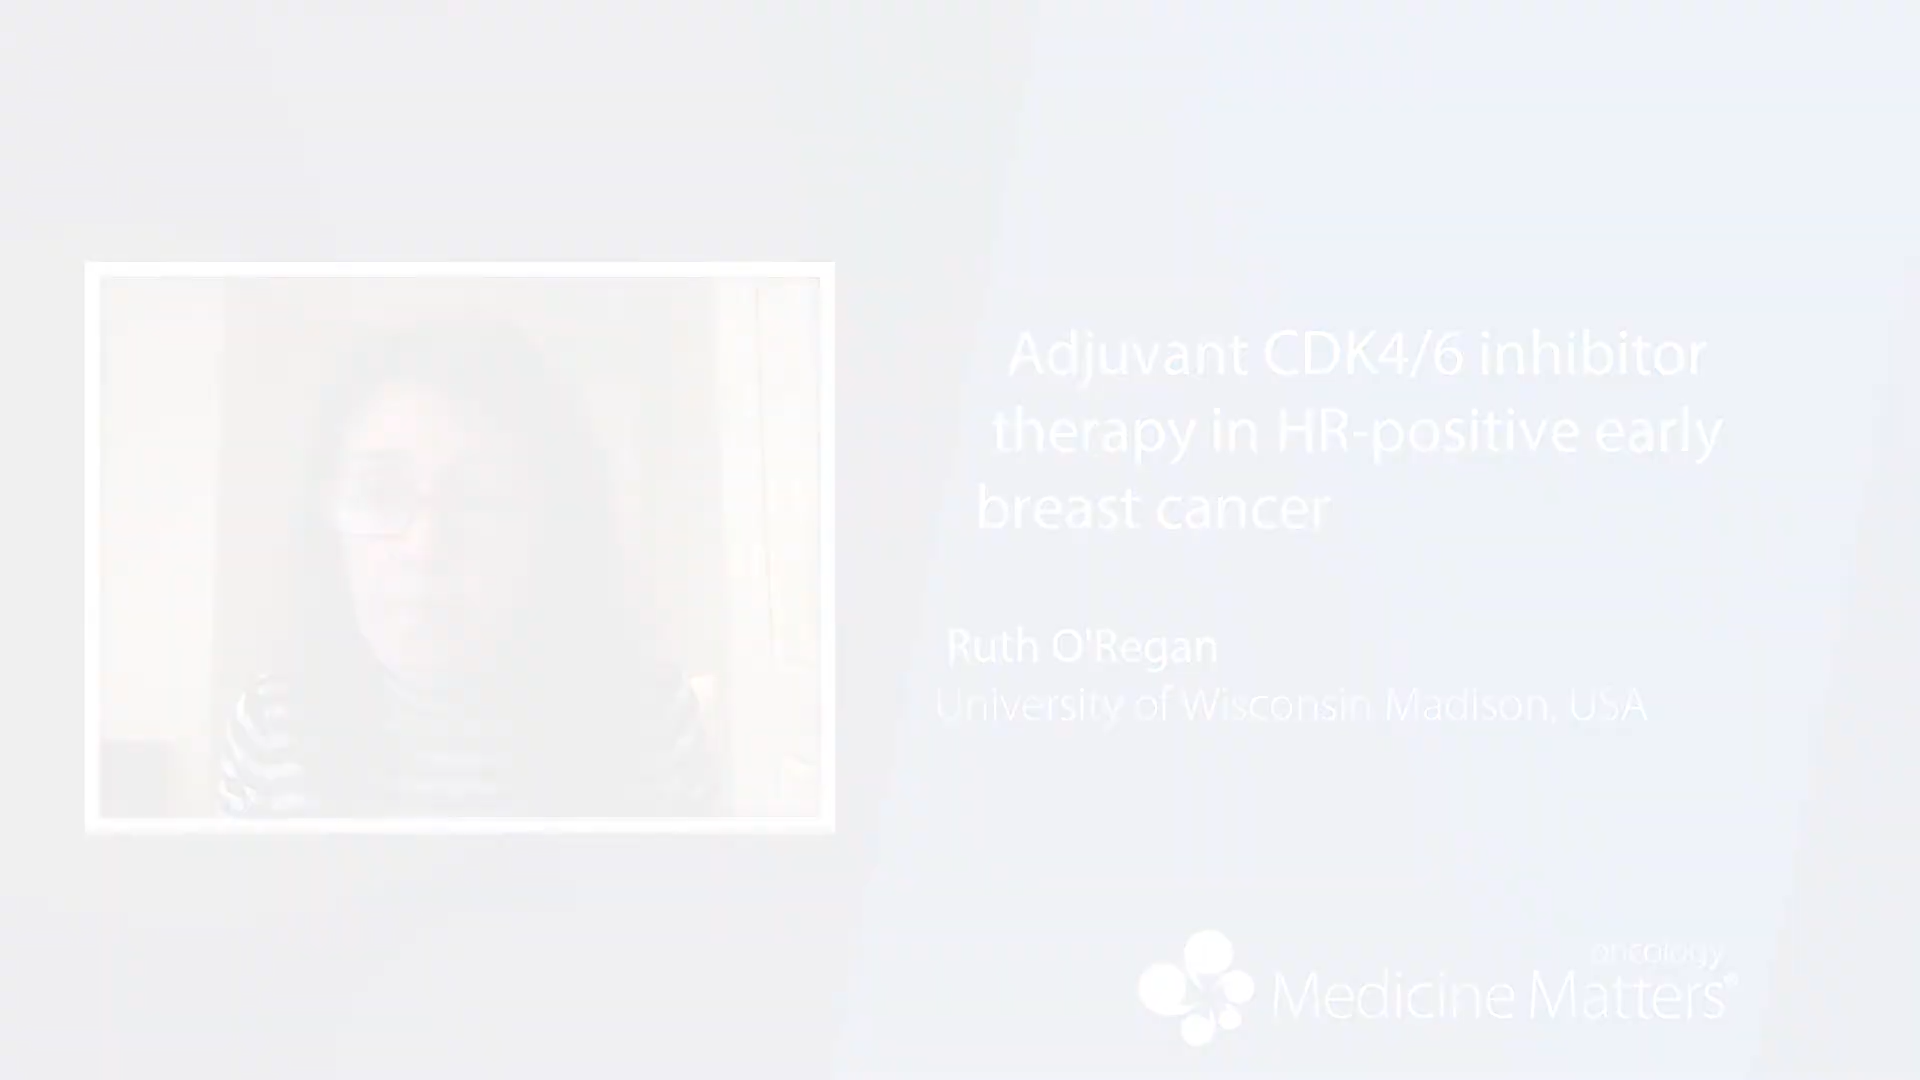 Adjuvant CDK4/6 inhibitor
therapy in HR-positive early
breast cancer
Ruth O'Regan
University of Wisconsin Madison, USA
oncology
Medicine Matters®